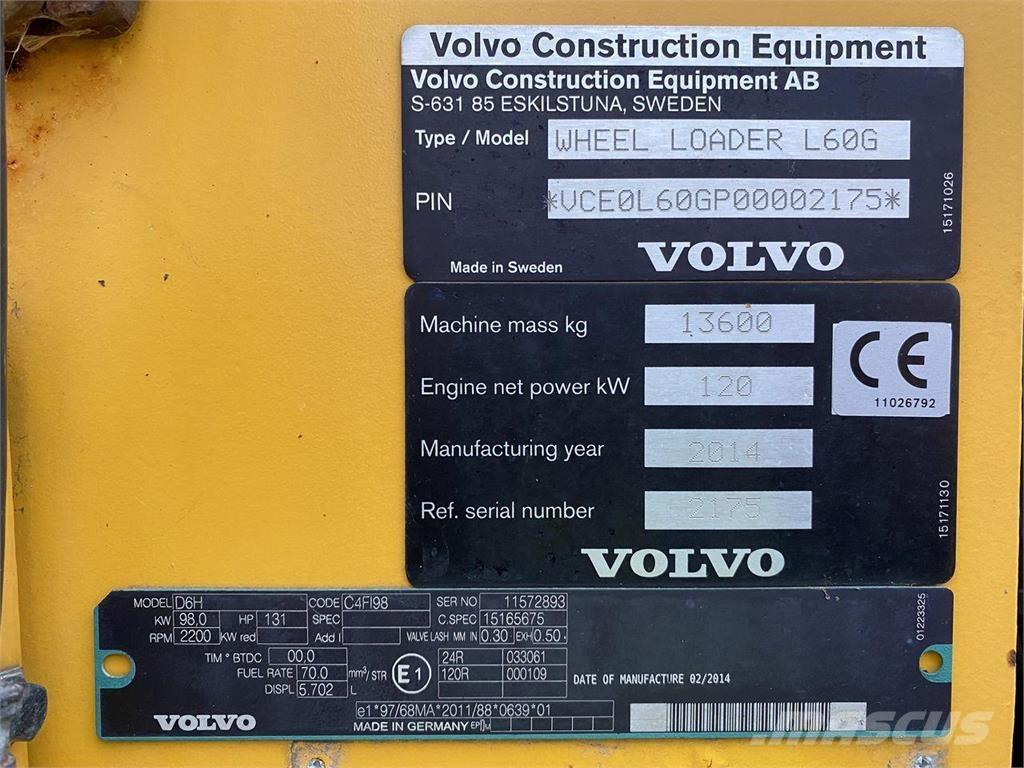 Volvo Construction Equipment
Volvo Construction Equipment AB
S-631 85 ESKILSTUNA, SWEDEN
Type / Model WHEEL LOADER L60G
PIN *VCE0L60GP00002175*
15171026
Made in Sweden VOLVO
Machine mass kg 13600
Engine net power kW 120
CE
11026792
Manufacturing year 2014
Ref. serial number 2175
15171130
VOLVO
MODEL D6H CODE C4FI98 SER NO 11572893
KW 98,0 HP 131 SPEC C.SPEC 15165675
RPM 2200 KW red Add I VALVE LASH MM IN 0.30 EXH 0.50
01223325
TIM ° BTDC 00,0 24R 033061
FUEL RATE 70.0 mm³/STR E1 120R 000109
DISPL 5.702 L
DATE OF MANUFACTURE 02/2014
e1*97/68MA*2011/88*0639*01
VOLVO MADE IN GERMANY
MASCUS